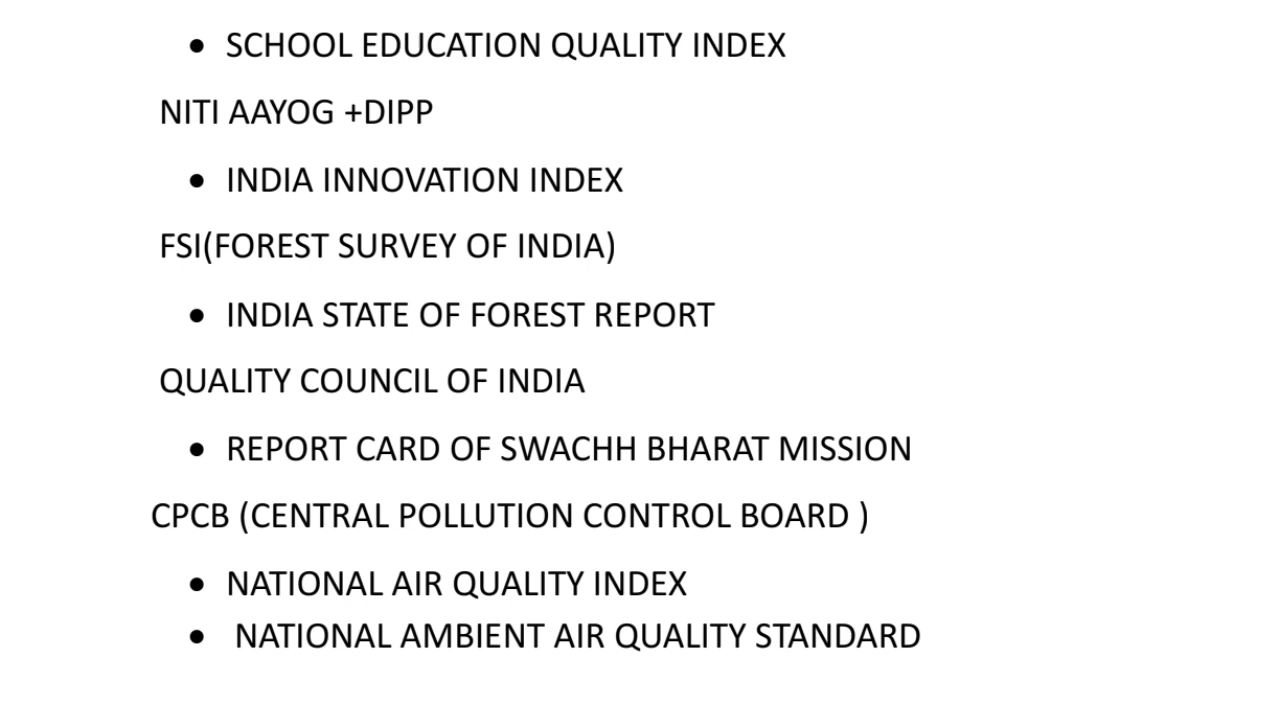 • SCHOOL EDUCATION QUALITY INDEX
NITI AAYOG +DIPP
• INDIA INNOVATION INDEX
FSI(FOREST SURVEY OF INDIA)
• INDIA STATE OF FOREST REPORT
QUALITY COUNCIL OF INDIA
• REPORT CARD OF SWACHH BHARAT MISSION
CPCB (CENTRAL POLLUTION CONTROL BOARD )
• NATIONAL AIR QUALITY INDEX
• NATIONAL AMBIENT AIR QUALITY STANDARD